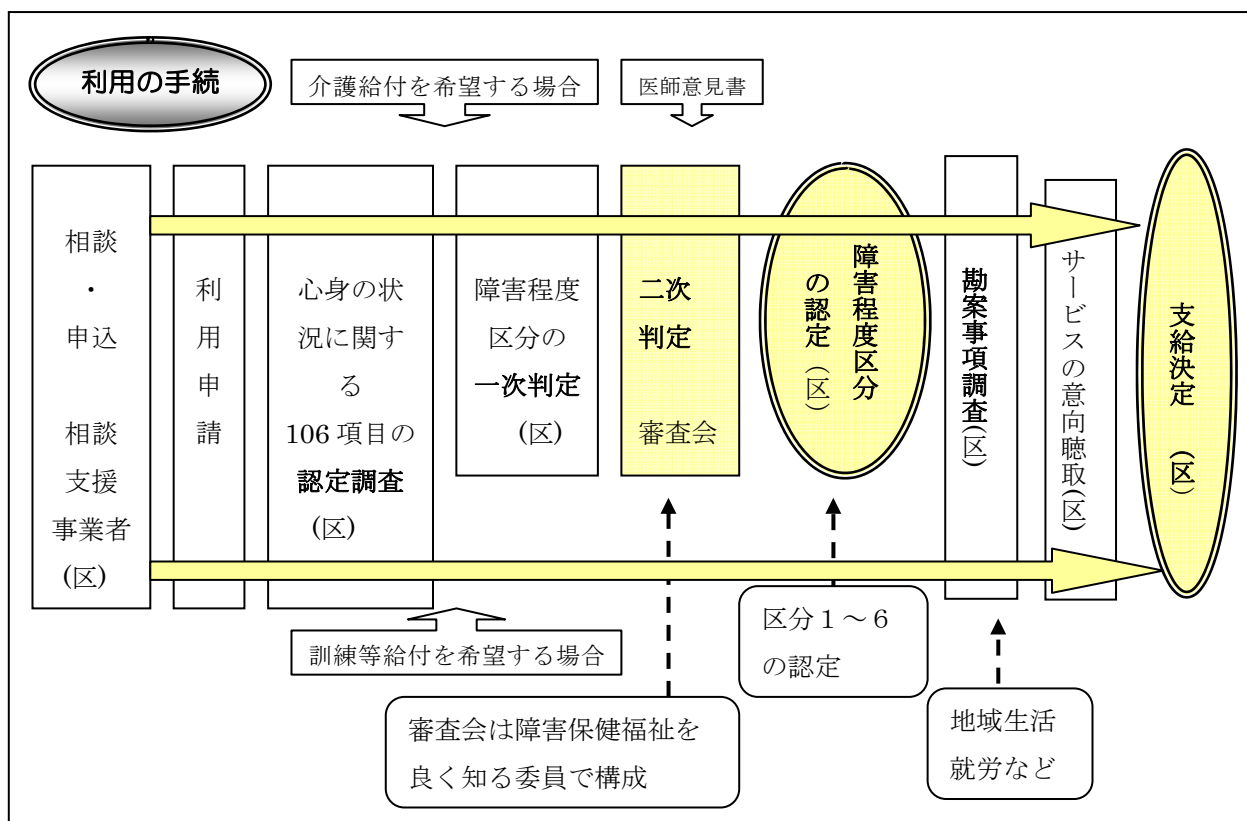 利用の手続
介護給付を希望する場合
医師意見書
相談
・
申込
相談
支援
事業者
(区)
利
用
申
請
心身の状
況に関す
る
106 項目の
認定調査
(区)
障害程度
区分の
一次判定
(区)
二次
判定
審査会
障害程度区分
の認定(区)
勘案事項調査(区)
サービスの意向聴取(区)
支給決定 (区)
訓練等給付を希望する場合
審査会は障害保健福祉を
良く知る委員で構成
区分1～6
の認定
地域生活
就労など